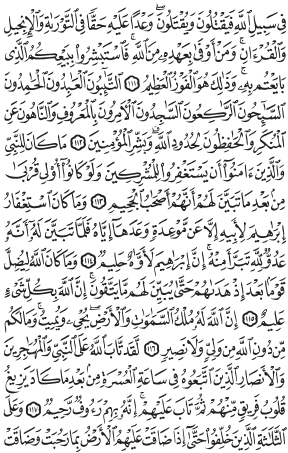 فِى سَبِيلِ ٱللَّهِ فَيَقْتُلُونَ وَيُقْتَلُونَ ۖ وَعْدًا عَلَيْهِ حَقًّا فِى ٱلتَّوْرَىٰةِ وَٱلْإِنجِيلِ
وَٱلْقُرْءَانِ ۚ وَمَنْ أَوْفَىٰ بِعَهْدِهِۦ مِنَ ٱللَّهِ ۚ فَٱسْتَبْشِرُوا۟ بِبَيْعِكُمُ ٱلَّذِى
بَايَعْتُم بِهِۦ ۚ وَذَٰلِكَ هُوَ ٱلْفَوْزُ ٱلْعَظِيمُ ﴿١١١﴾ ٱلتَّٰٓئِبُونَ ٱلْعَٰبِدُونَ ٱلْحَٰمِدُونَ
ٱلسَّٰٓئِحُونَ ٱلرَّٰكِعُونَ ٱلسَّٰجِدُونَ ٱلْءَامِرُونَ بِٱلْمَعْرُوفِ وَٱلنَّاهُونَ عَنِ
ٱلْمُنكَرِ وَٱلْحَٰفِظُونَ لِحُدُودِ ٱللَّهِ ۗ وَبَشِّرِ ٱلْمُؤْمِنِينَ ﴿١١٢﴾ مَا كَانَ لِلنَّبِىِّ
وَٱلَّذِينَ ءَامَنُوٓا۟ أَن يَسْتَغْفِرُوا۟ لِلْمُشْرِكِينَ وَلَوْ كَانُوٓا۟ أُو۟لِى قُرْبَىٰ
مِنۢ بَعْدِ مَا تَبَيَّنَ لَهُمْ أَنَّهُمْ أَصْحَٰبُ ٱلْجَحِيمِ ﴿١١٣﴾ وَمَا كَانَ ٱسْتِغْفَارُ
إِبْرَٰهِيمَ لِأَبِيهِ إِلَّا عَن مَّوْعِدَةٍ وَعَدَهَآ إِيَّاهُ فَلَمَّا تَبَيَّنَ لَهُۥٓ أَنَّهُۥ
عَدُوٌّ لِّلَّهِ تَبَرَّأَ مِنْهُ ۚ إِنَّ إِبْرَٰهِيمَ لَأَوَّٰهٌ حَلِيمٌ ﴿١١٤﴾ وَمَا كَانَ ٱللَّهُ لِيُضِلَّ
قَوْمًۢا بَعْدَ إِذْ هَدَىٰهُمْ حَتَّىٰ يُبَيِّنَ لَهُم مَّا يَتَّقُونَ ۚ إِنَّ ٱللَّهَ بِكُلِّ شَىْءٍ
عَلِيمٌ ﴿١١٥﴾ إِنَّ ٱللَّهَ لَهُۥ مُلْكُ ٱلسَّمَٰوَٰتِ وَٱلْأَرْضِ ۖ يُحْىِۦ وَيُمِيتُ ۚ وَمَا لَكُم
مِّن دُونِ ٱللَّهِ مِن وَلِىٍّ وَلَا نَصِيرٍ ﴿١١٦﴾ لَّقَد تَّابَ ٱللَّهُ عَلَى ٱلنَّبِىِّ وَٱلْمُهَٰجِرِينَ
وَٱلْأَنصَارِ ٱلَّذِينَ ٱتَّبَعُوهُ فِى سَاعَةِ ٱلْعُسْرَةِ مِنۢ بَعْدِ مَا كَادَ يَزِيغُ
قُلُوبُ فَرِيقٍ مِّنْهُمْ ثُمَّ تَابَ عَلَيْهِمْ ۚ إِنَّهُۥ بِهِمْ رَءُوفٌ رَّحِيمٌ ﴿١١٧﴾ وَعَلَى
ٱلثَّلَٰثَةِ ٱلَّذِينَ خُلِّفُوا۟ حَتَّىٰٓ إِذَا ضَاقَتْ عَلَيْهِمُ ٱلْأَرْضُ بِمَا رَحُبَتْ وَضَاقَتْ